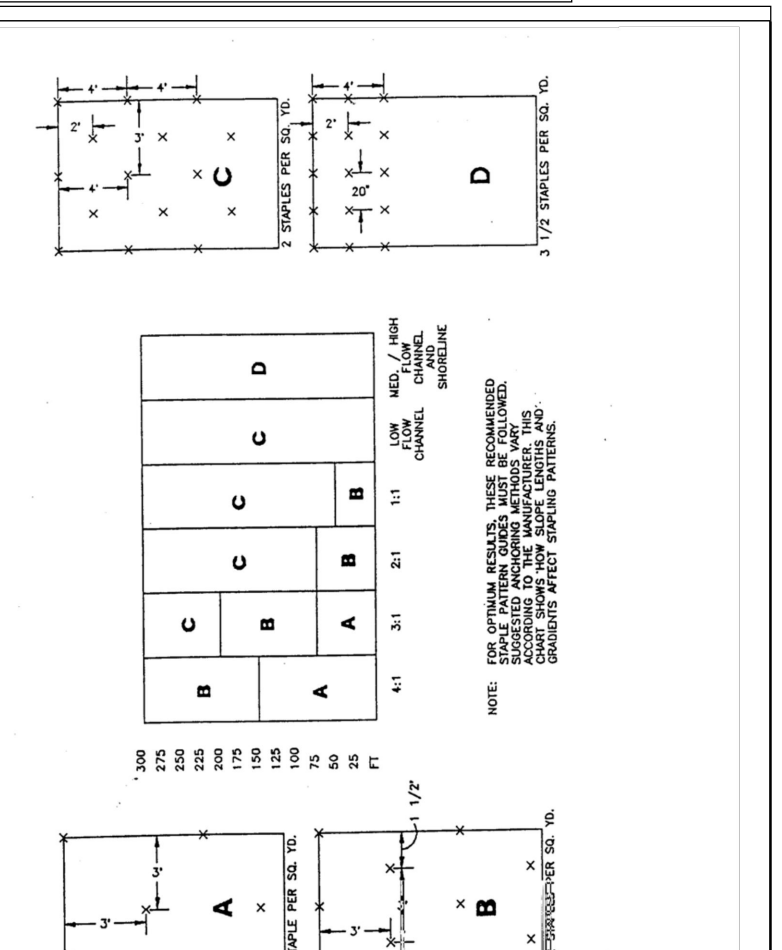 4'
4'
2'
3'
4'
C
2 STAPLES PER SQ. YD.
4'
2'
20"
D
3 1/2 STAPLES PER SQ. YD.
300
275
250
225
200
175
150
125
100
75
50
25
FT
B
A
4:1
C
B
A
3:1
C
B
2:1
C
B
1:1
C
LOW
FLOW
CHANNEL
D
MED. / HIGH
FLOW
CHANNEL
AND
SHORELINE
NOTE: FOR OPTIMUM RESULTS, THESE RECOMMENDED
STAPLE PATTERN GUIDES MUST BE FOLLOWED.
SUGGESTED ANCHORING METHODS VARY
ACCORDING TO THE MANUFACTURER. THIS
CHART SHOWS HOW SLOPE LENGTHS AND
GRADIENTS AFFECT STAPLING PATTERNS.
3'
3'
A
PER SQ. YD.
1 1/2'
3'
B
PER SQ. YD.